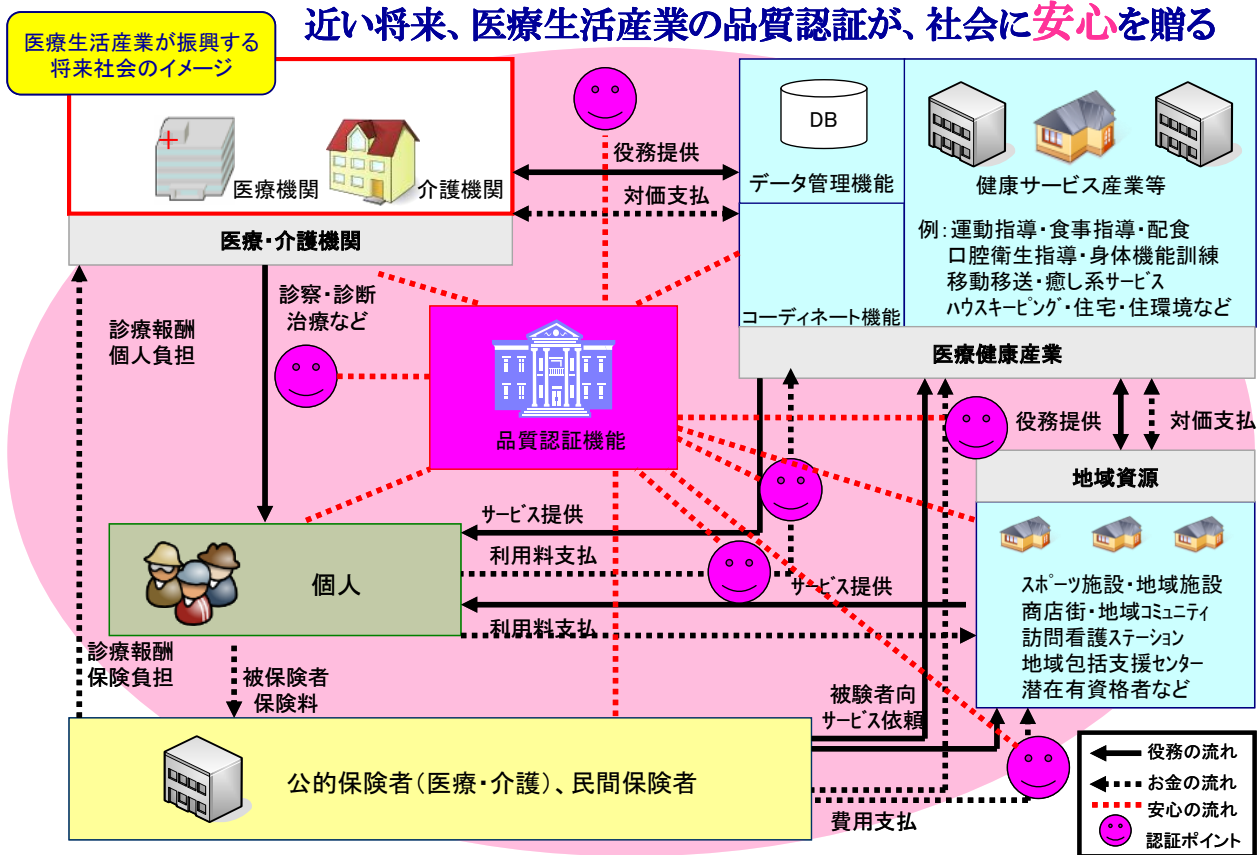 近い将来、医療生活産業の品質認証が、社会に安心を贈る
医療生活産業が振興する
将来社会のイメージ
医療機関
介護機関
医療・介護機関
役務提供
対価支払
DB
データ管理機能
コーディネート機能
健康サービス産業等
例:運動指導・食事指導・配食
口腔衛生指導・身体機能訓練
移動移送・癒し系サービス
ハウスキーピング・住宅・住環境など
医療健康産業
診療報酬
個人負担
診察・診断
治療など
品質認証機能
役務提供
対価支払
地域資源
スポーツ施設・地域施設
商店街・地域コミュニティ
訪問看護ステーション
地域包括支援センター
潜在有資格者など
サービス提供
利用料支払
サービス提供
利用料支払
個人
診療報酬
保険負担
被保険者
保険料
被験者向
サービス依頼
公的保険者(医療・介護)、民間保険者
費用支払
役務の流れ
お金の流れ
安心の流れ
認証ポイント